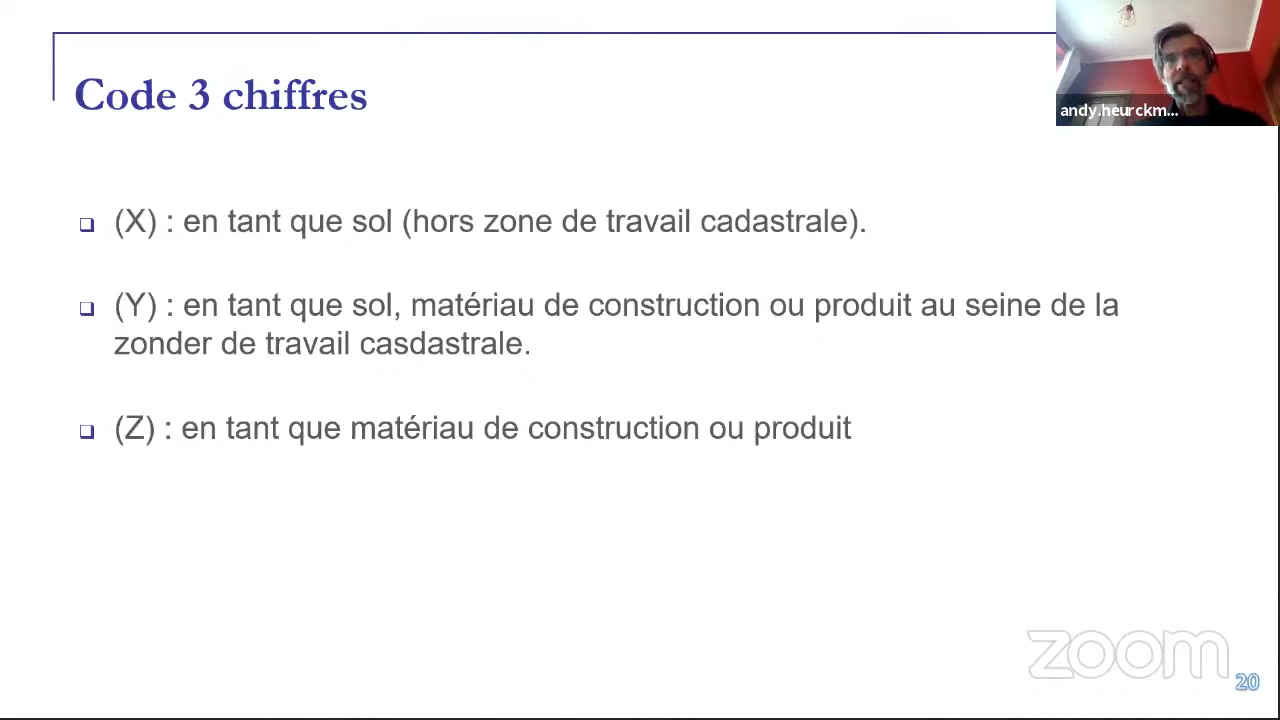 Code 3 chiffres
andy.heurckm...
(X) : en tant que sol (hors zone de travail cadastrale).
(Y) : en tant que sol, matériau de construction ou produit au seine de la
zonder de travail casdastrale.
(Z) : en tant que matériau de construction ou produit
zoom
20